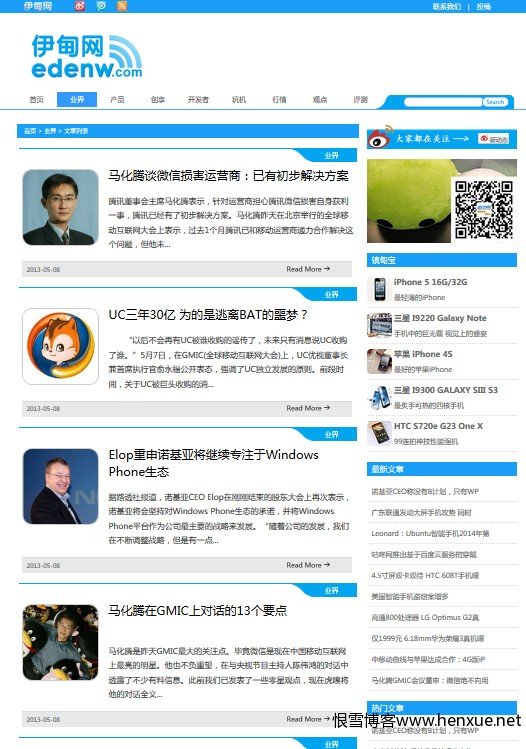 伊甸网
联系我们 | 投稿
伊甸网
edenw.com
首页 业界 产品 创享 开发者 玩机 行情 观点 评测
Search
首页 > 业界 > 文章列表
业界
马化腾谈微信损害运营商：已有初步解决方案
腾讯董事会主席马化腾表示，针对运营商担心腾讯微信损害自身获利
一事，腾讯已经有了初步解决方案。马化腾昨天在北京举行的全球移
动互联网大会上表示，过去1个月腾讯已和移动运营商通力合作解决这
个问题，但他未...
2013-05-08 Read More →
业界
UC三年30亿 为的是逃离BAT的噩梦？
“以后不会再有UC被谁收购的谣传了，未来只有消息说UC收购
了谁。”5月7日，在GMIC(全球移动互联网大会)上，UC优视董事长
兼首席执行官俞永福公开表态，强调了UC独立发展的原则。前段时
间，关于UC被巨头收购的消...
2013-05-08 Read More →
业界
Elop重申诺基亚将继续专注于Windows
Phone生态
据路透社报道，诺基亚CEO Elop在刚刚结束的股东大会上再次表示，
诺基亚将会坚持对Windows Phone生态的承诺，并将Windows
Phone平台作为公司最主要的战略来发展。“随着公司的发展，我们
在不断调整战略，但是有一点...
2013-05-08 Read More →
业界
马化腾在GMIC上对话的13个要点
马化腾是昨天GMIC最大的关注点。毕竟微信是现在中国移动互联网
上最亮的明星。他也不负重望，在与央视节目主持人陈伟鸿的对话中
透露了不少有料信息。此前我们已发表了一些零星观点，现在虎嗅将
他的对话全文...
2013-05-08 Read More →
业界
大家都在关注
新动态
镇甸宝
iPhone 5 16G/32G
最轻薄的iPhone
三星 I9220 Galaxy Note
手机中的巨无霸 视觉上的盛宴
苹果 iPhone 4S
最好的苹果iPhone
三星 I9300 GALAXY SIII S3
最炙手可热的四核手机
HTC S720e G23 One X
99连拍神技性能强机
最新文章
诺基亚CEO称没有B计划，只有WP
广东联通发动大屏手机攻势 同时
Leonard：Ubuntu智能手机2014年第
咕咚网推出基于百度云服务的穿戴
4.5寸屏双卡双待 HTC 608T手机曝
美国智能手机盗窃案增多
高通800处理器 LG Optimus G2真
仅1999元 6.18mm华为荣耀3真机曝
中移动曲线与苹果达成合作：4G版iP
马化腾GMIC会议重申：微信绝不向用
热门文章
诺基亚CEO称没有B计划，只有WP
恨雪博客www.henxue.net